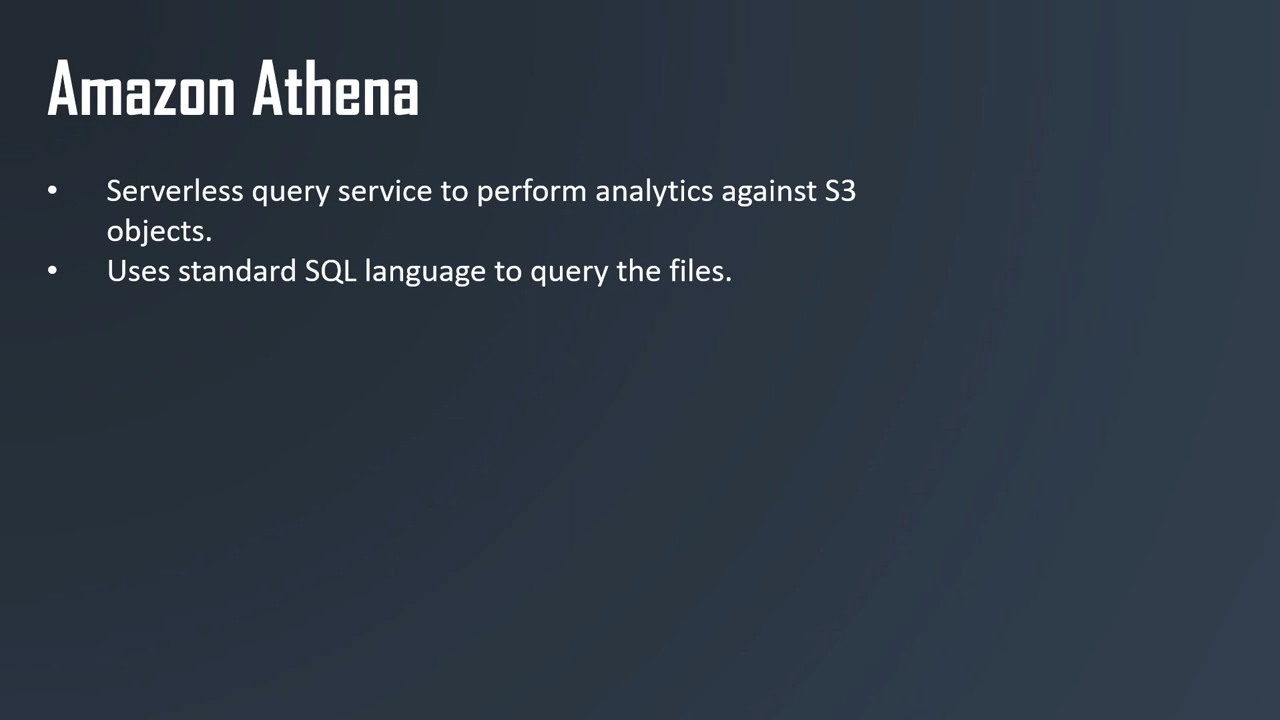 Amazon Athena
• Serverless query service to perform analytics against S3
objects.
• Uses standard SQL language to query the files.